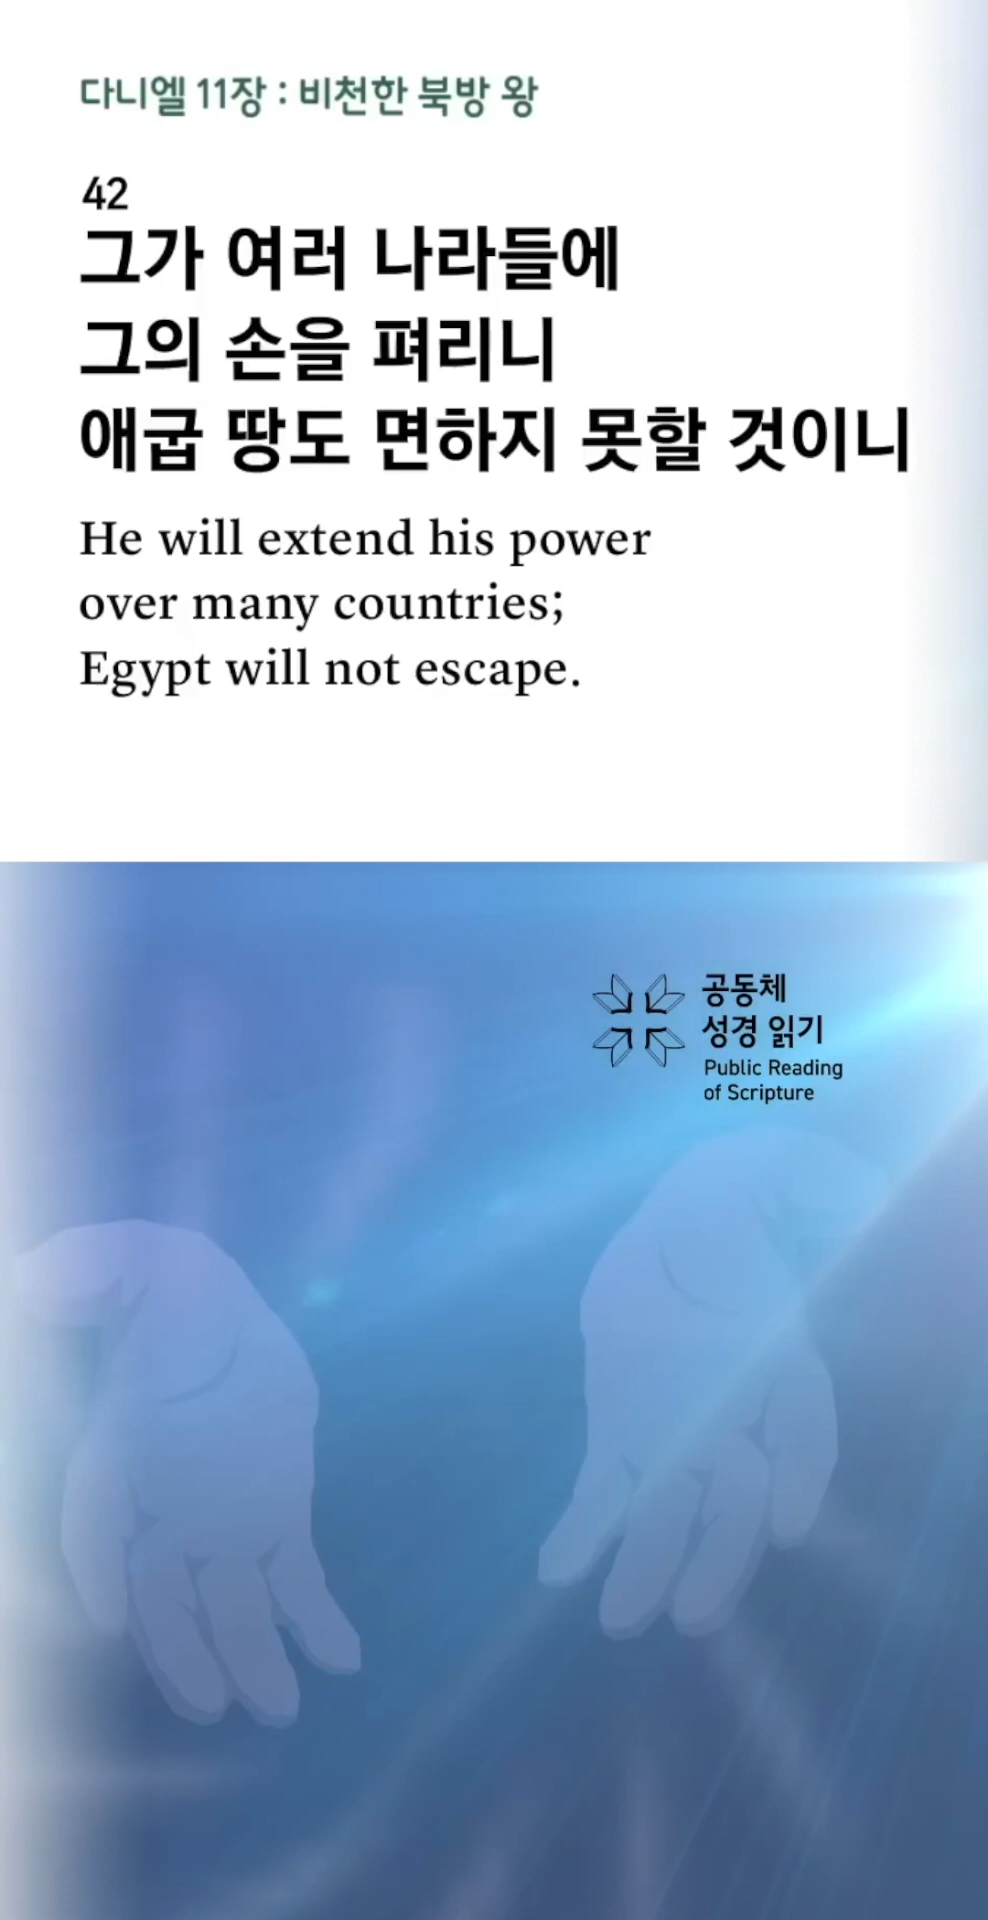 다니엘 11장 : 비천한 북방 왕
42
그가 여러 나라들에
그의 손을 펴리니
애굽 땅도 면하지 못할 것이니
He will extend his power
over many countries;
Egypt will not escape.
공동체
성경 읽기
Public Reading
of Scripture